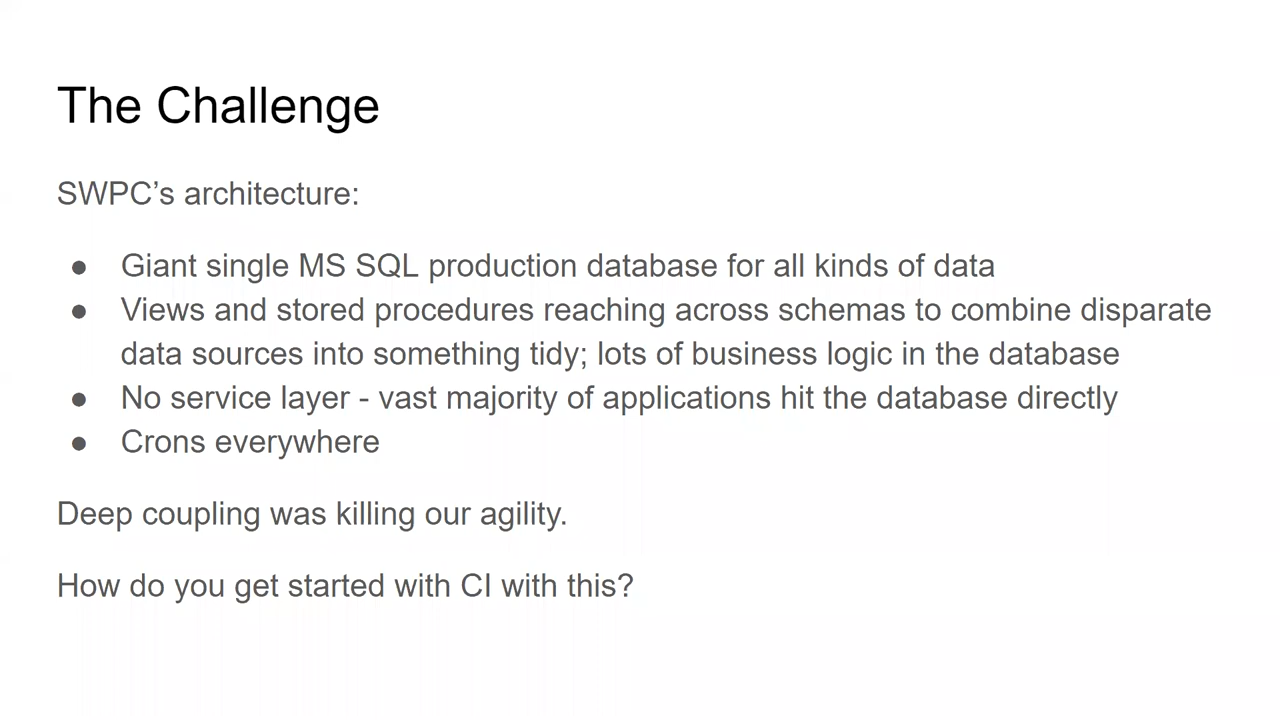 The Challenge
SWPC’s architecture:
● Giant single MS SQL production database for all kinds of data
● Views and stored procedures reaching across schemas to combine disparate
data sources into something tidy; lots of business logic in the database
● No service layer - vast majority of applications hit the database directly
● Crons everywhere
Deep coupling was killing our agility.
How do you get started with CI with this?